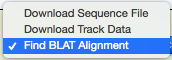 Download Sequence File
Download Track Data
✓ Find BLAT Alignment